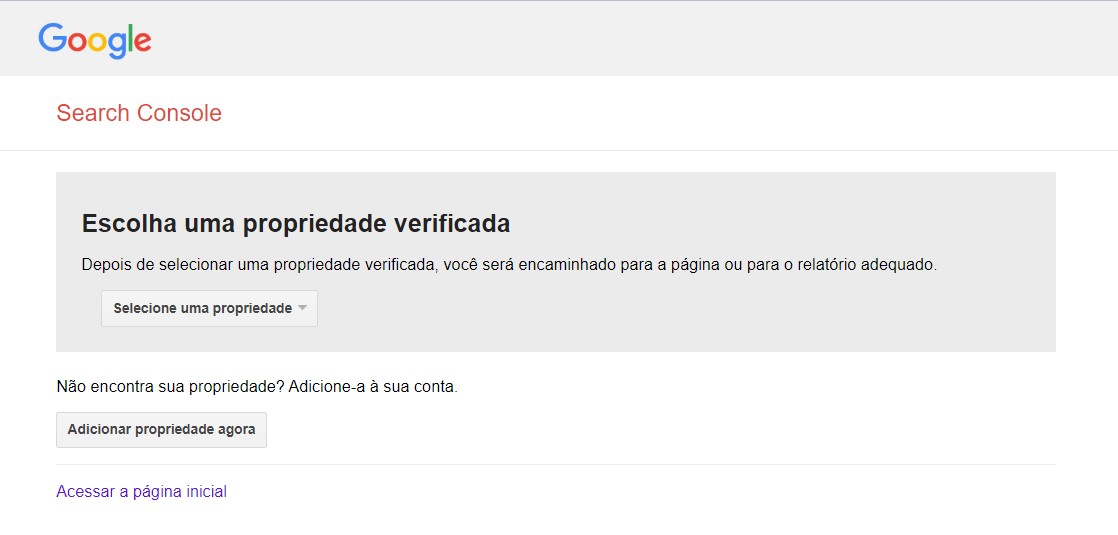 Google
Search Console
Escolha uma propriedade verificada
Depois de selecionar uma propriedade verificada, você será encaminhado para a página ou para o relatório adequado.
Selecione uma propriedade
Não encontra sua propriedade? Adicione-a à sua conta.
Adicionar propriedade agora
Acessar a página inicial